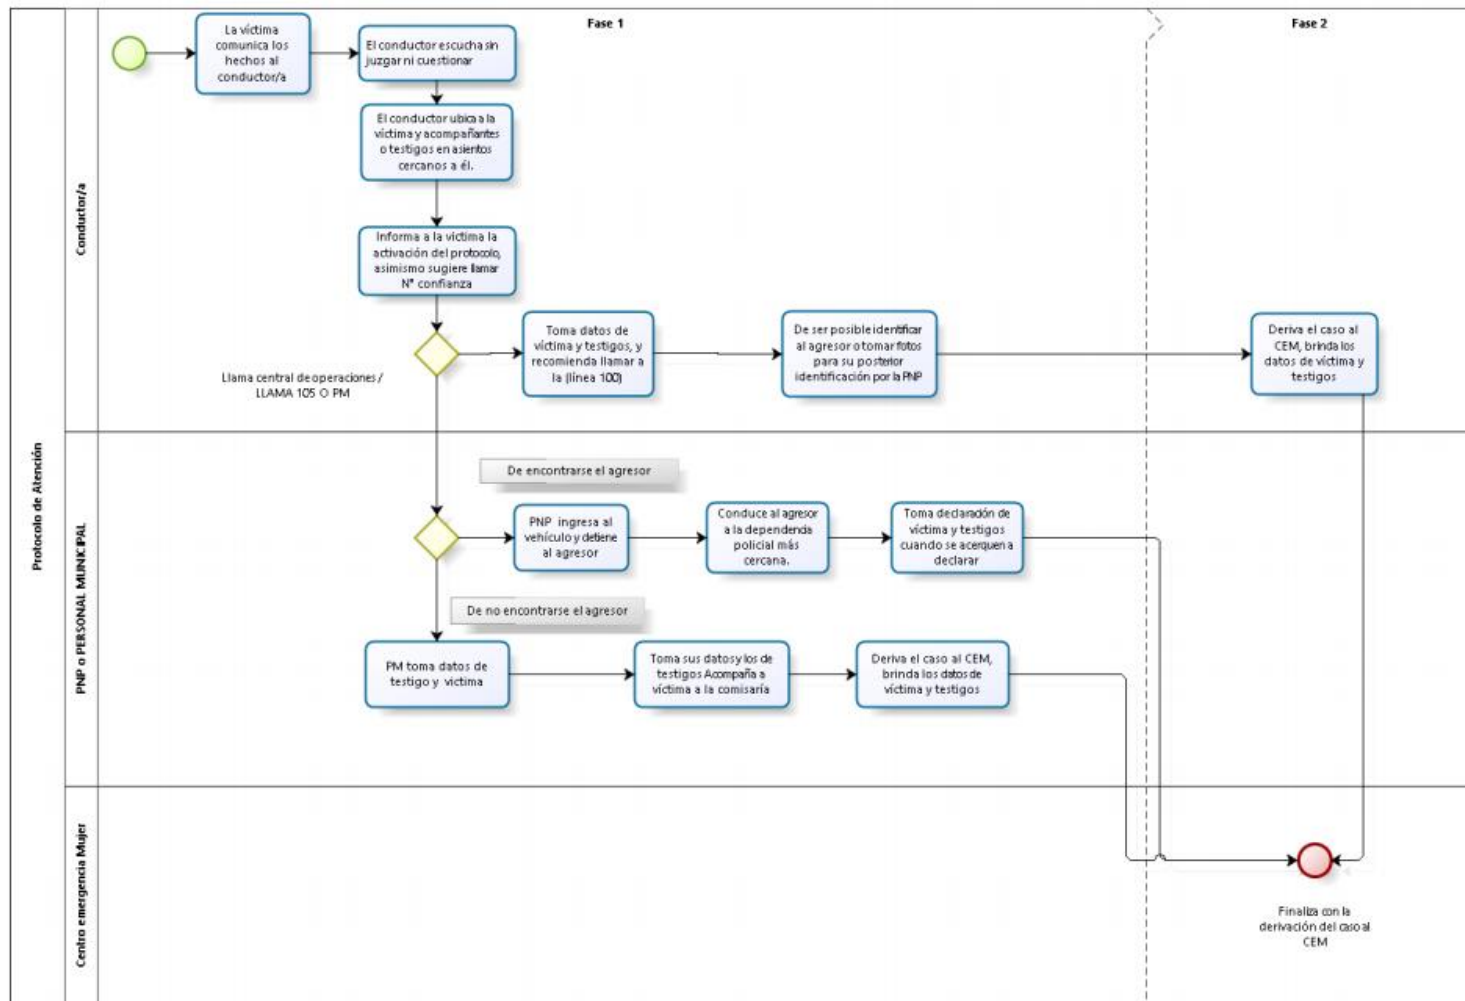 Fase 1
Fase 2
Protocolo de Atención
Conductor/a
La víctima
comunica los
hechos al
conductor/a
El conductor escucha sin
juzgar ni cuestionar
El conductor ubica a la
víctima y acompañantes
o testigos en asientos
cercanos a él.
Informa a la victima la
activación del protocolo,
asimismo sugiere llamar
N° confianza
Llama central de operaciones /
LLAMA 105 O PM
Toma datos de
víctima y testigos, y
recomienda llamar a
la (línea 100)
De ser posible identificar
al agresor o tomar fotos
para su posterior
identificación por la PNP
Deriva el caso al
CEM, brinda los
datos de víctima y
testigos
PNP o PERSONAL MUNICIPAL
De encontrarse el agresor
PNP ingresa al
vehículo y detiene
al agresor
Conduce al agresor
a la dependencia
policial más
cercana.
Toma declaración de
víctima y testigos
cuando se acerquen a
declarar
De no encontrarse el agresor
PM toma datos de
testigo y victima
Toma sus datos y los de
testigos Acompaña a
víctima a la comisaría
Deriva el caso al CEM,
brinda los datos de
víctima y testigos
Centro emergencia Mujer
Finaliza con la
derivación del caso al
CEM